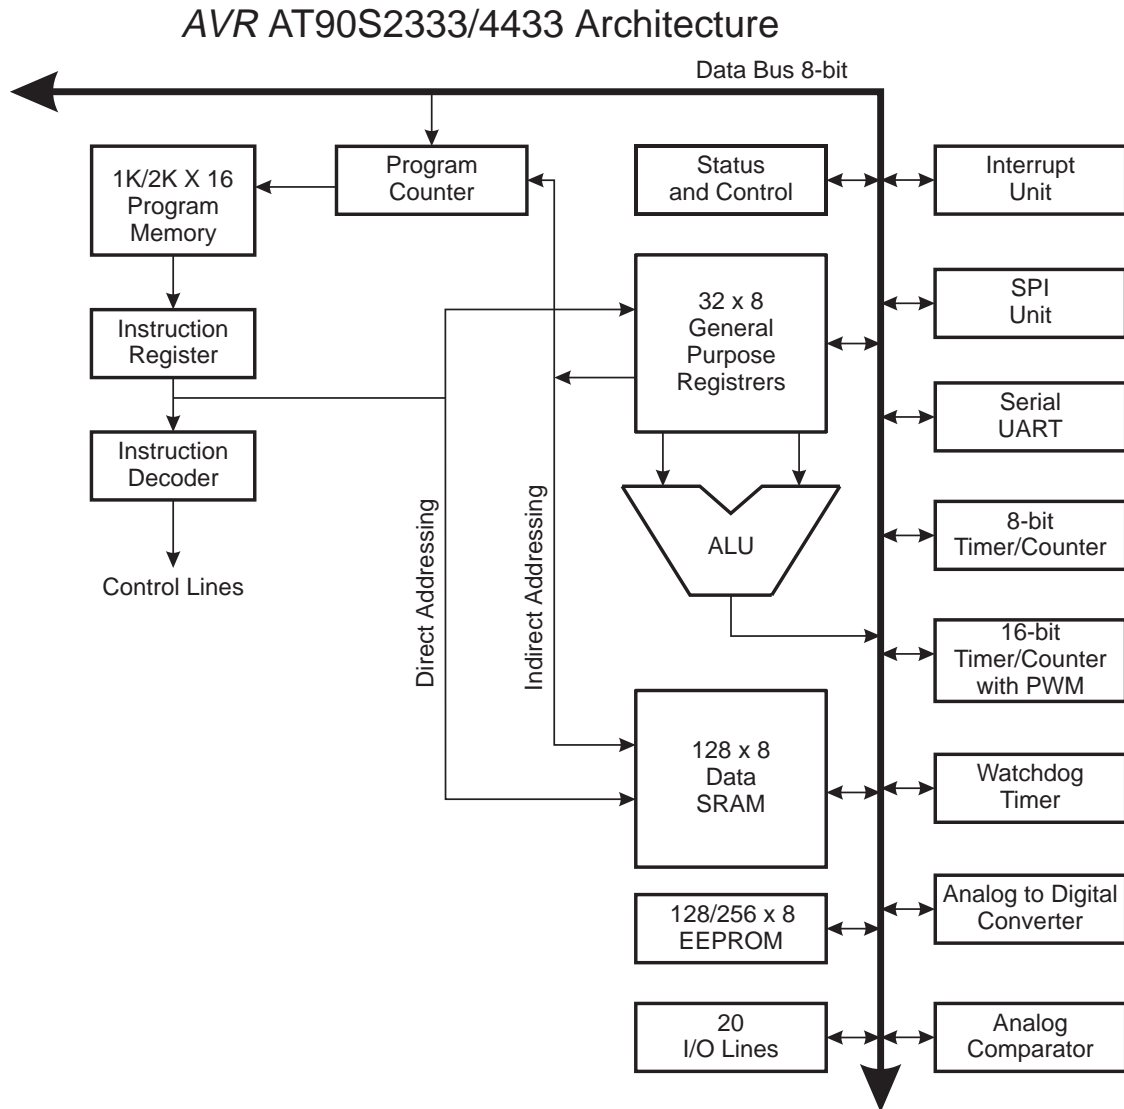 AVR AT90S2333/4433 Architecture
Data Bus 8-bit
1K/2K X 16
Program
Memory
Program
Counter
Status
and Control
Interrupt
Unit
32 x 8
General
Purpose
Registrers
SPI
Unit
Instruction
Register
Serial
UART
Instruction
Decoder
ALU
8-bit
Timer/Counter
Control Lines
Direct Addressing
Indirect Addressing
16-bit
Timer/Counter
with PWM
128 x 8
Data
SRAM
Watchdog
Timer
128/256 x 8
EEPROM
Analog to Digital
Converter
20
I/O Lines
Analog
Comparator